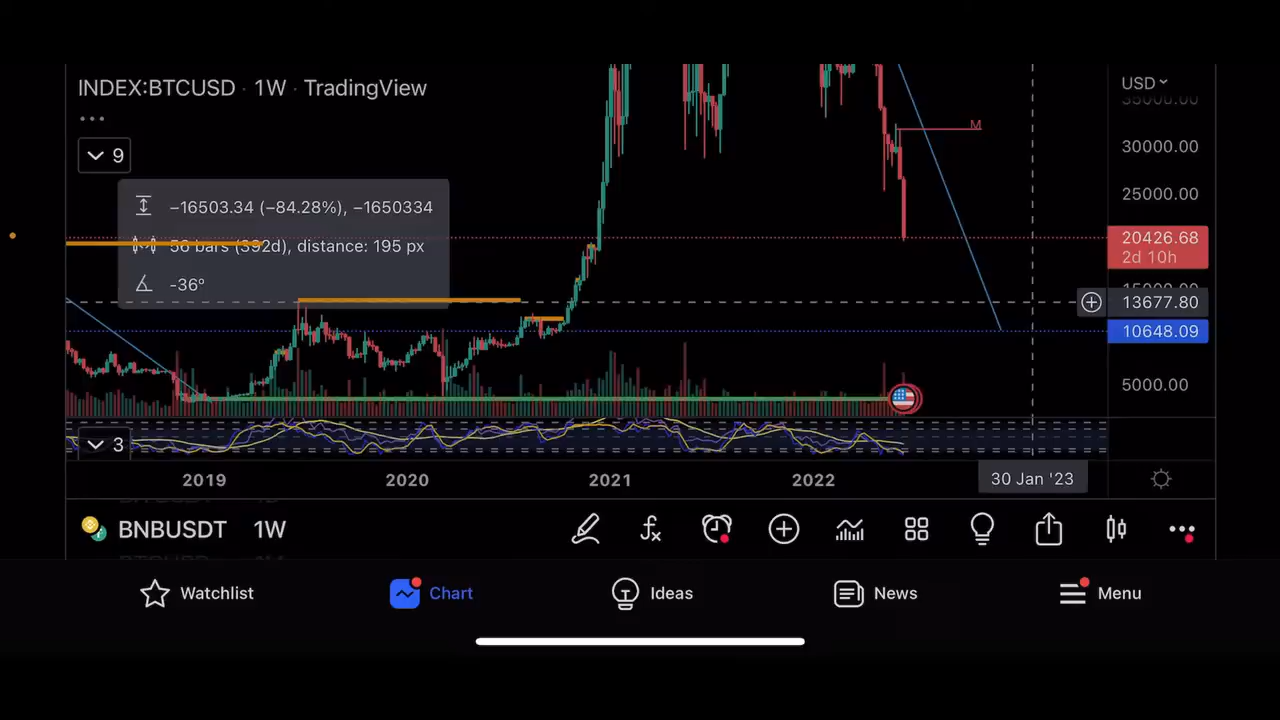 INDEX:BTCUSD · 1W · TradingView
USD
35000.00
M
30000.00
9
25000.00
−16503.34 (−84.28%), −1650334
56 bars (392d), distance: 195 px
-36º
20426.68
2d 10h
15000.00
13677.80
10648.09
5000.00
3
2019
2020
2021
2022
30 Jan '23
BNBUSDT 1W
Watchlist
Chart
Ideas
News
Menu